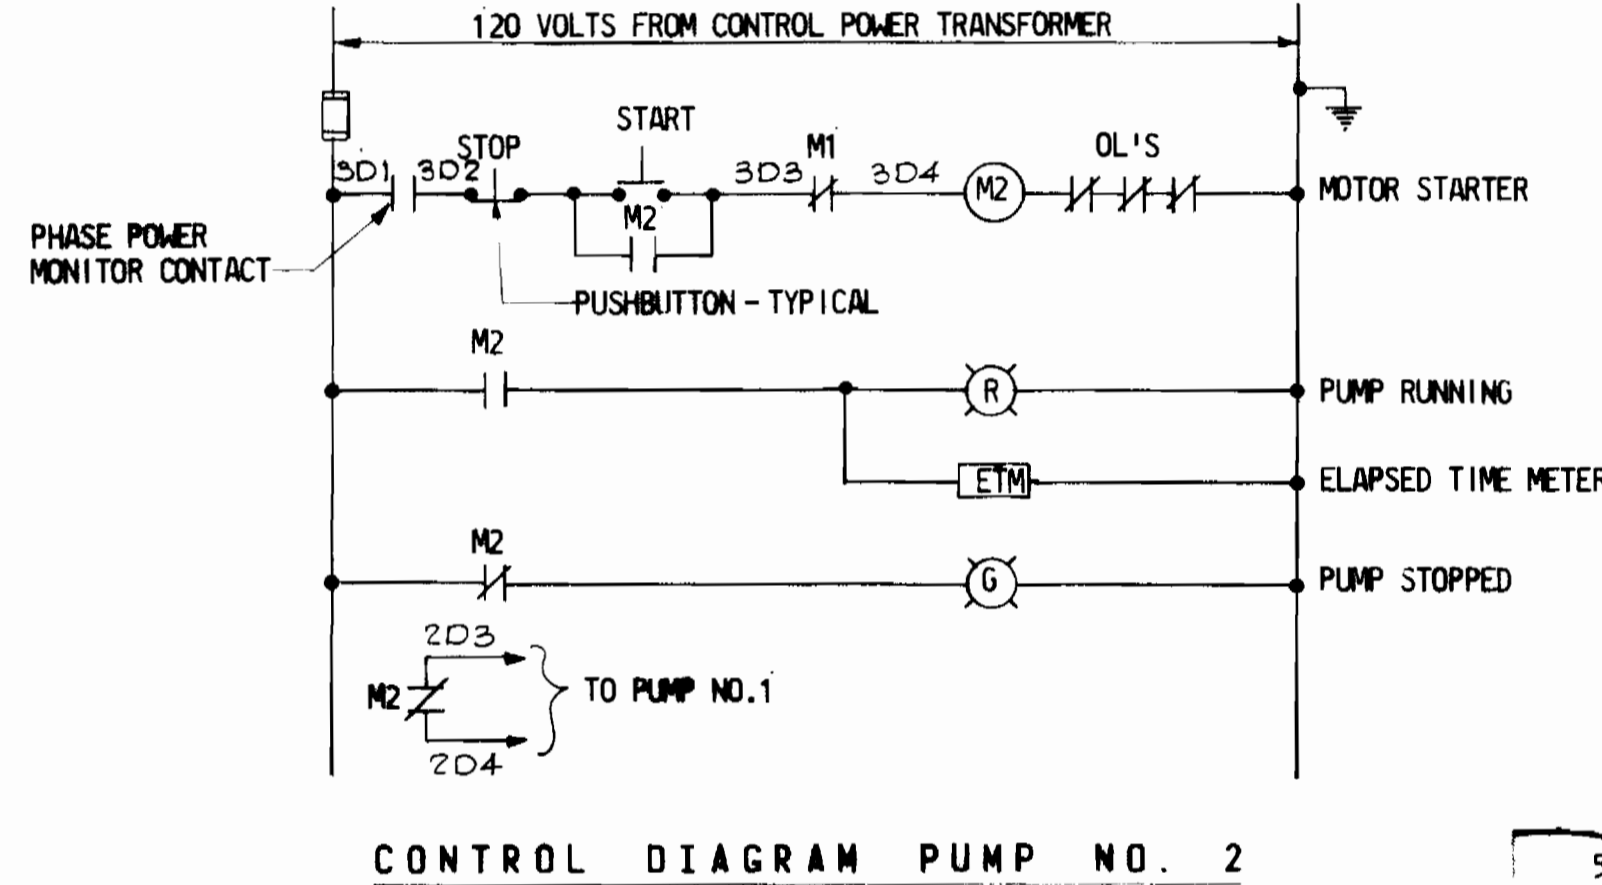 120 VOLTS FROM CONTROL POWER TRANSFORMER
START
STOP
M1
OL'S
3D1
3D2
3D3
3D4
M2
MOTOR STARTER
M2
PHASE POWER
MONITOR CONTACT
PUSHBUTTON - TYPICAL
M2
R
PUMP RUNNING
ETM
ELAPSED TIME METER
M2
G
PUMP STOPPED
2D3
M2
TO PUMP NO.1
2D4
CONTROL DIAGRAM PUMP NO. 2